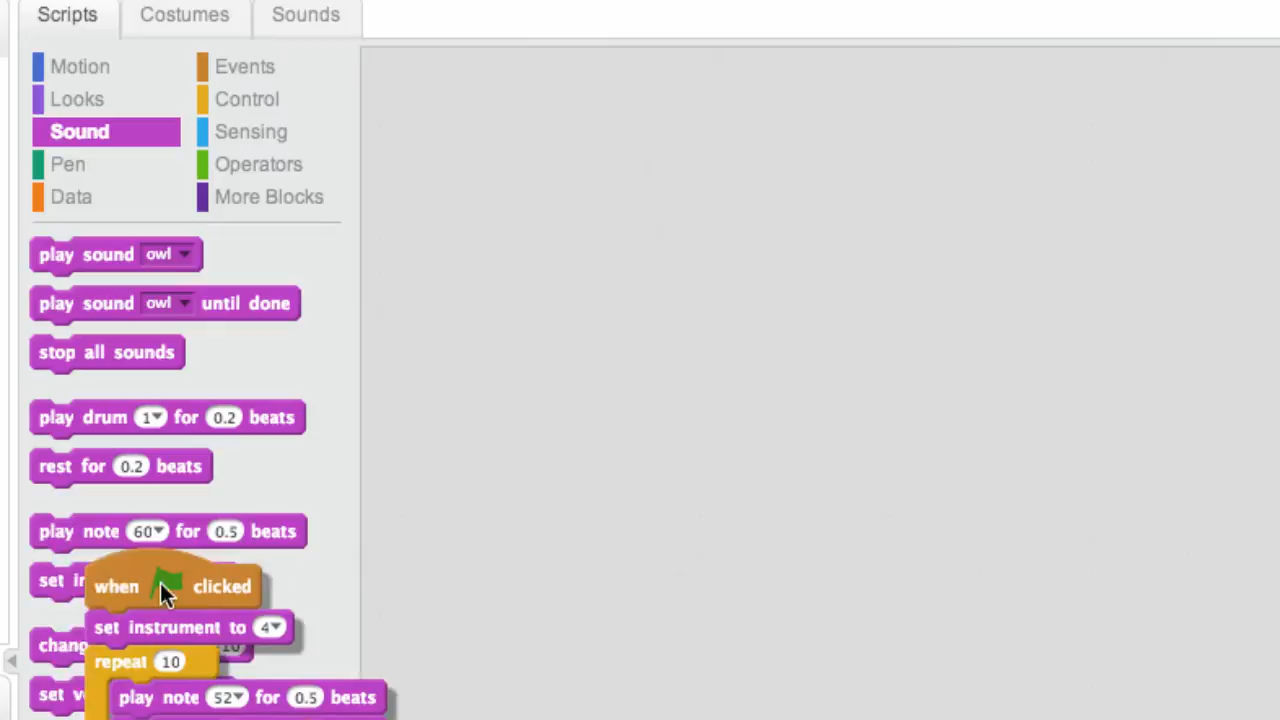 Scripts Costumes Sounds
Motion Events
Looks Control
Sound Sensing
Pen Operators
Data More Blocks
play sound owl
play sound owl until done
stop all sounds
play drum 1 for 0.2 beats
rest for 0.2 beats
play note 60 for 0.5 beats
set
when clicked
set instrument to 4
10
repeat 10
set
play note 52 for 0.5 beats